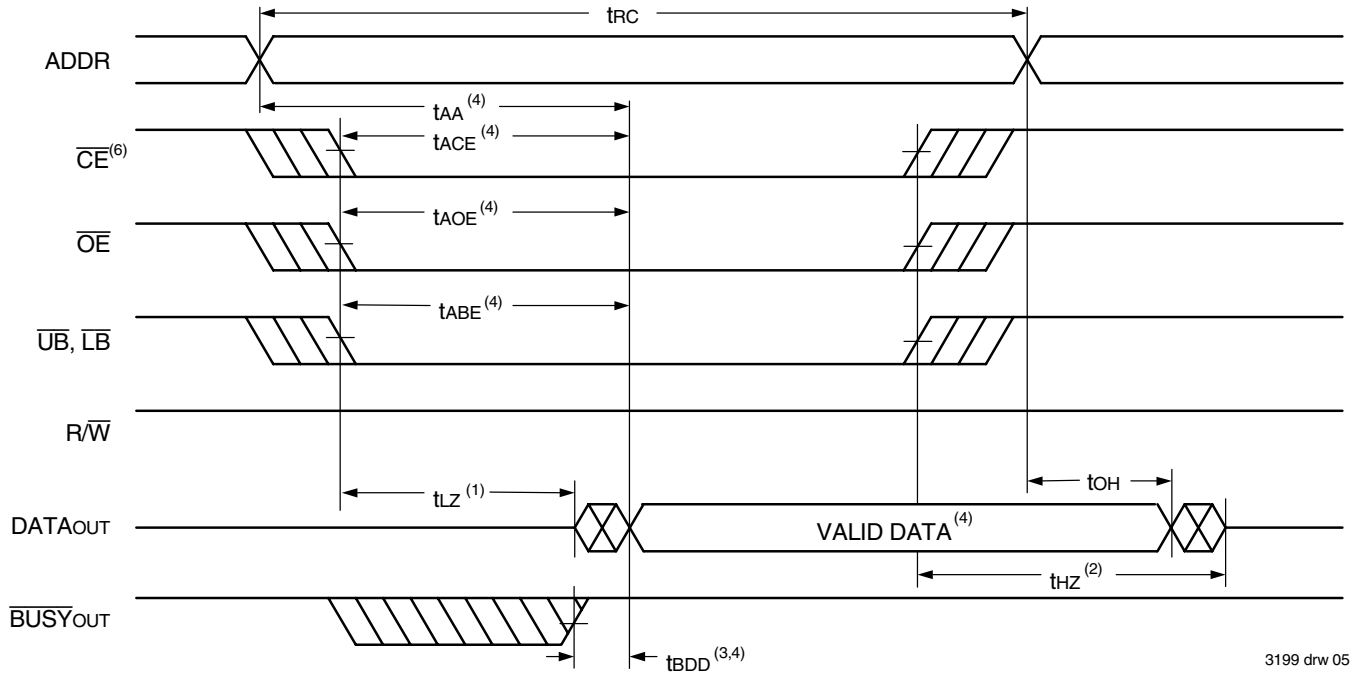 tRC
ADDR
tAA (4)
CE(6)
tACE (4)
OE
tAOE (4)
UB, LB
tABE (4)
R/W
tLZ (1)
tOH
DATAOUT
VALID DATA(4)
tHZ (2)
BUSYOUT
tBDD (3,4)
3199 drw 05